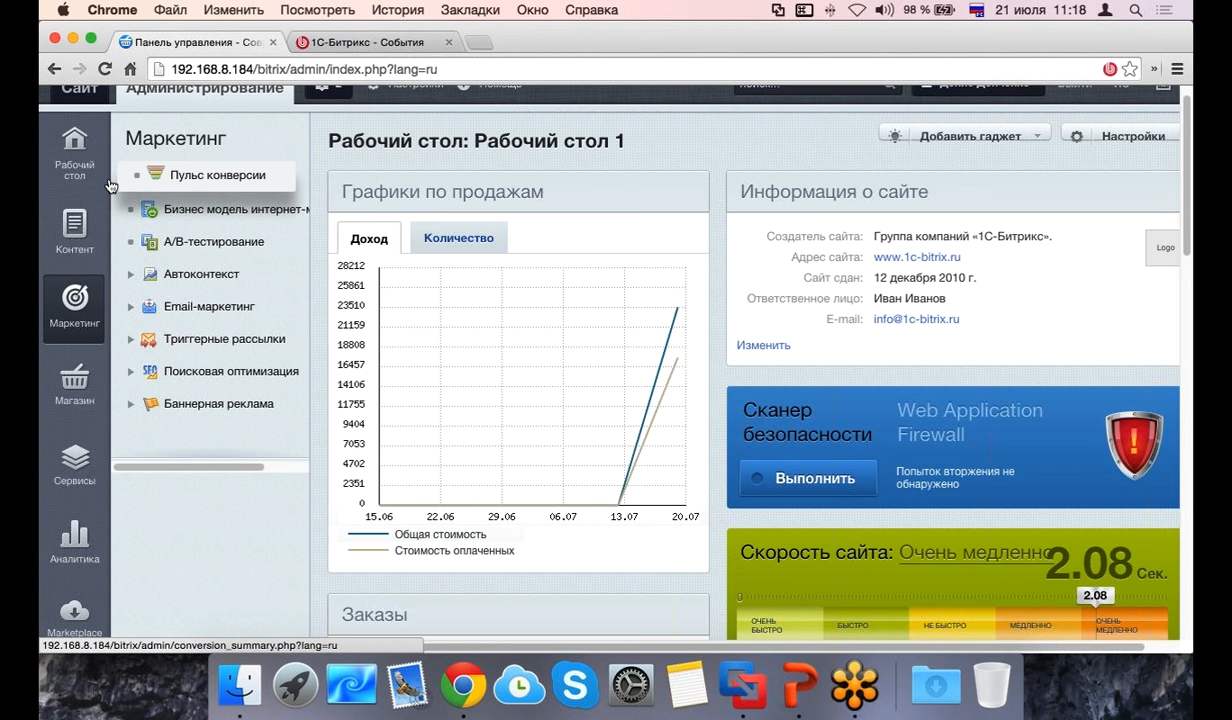 Chrome Файл Изменить Посмотреть История Закладки Окно Справка 98 % 21 июля 11:18
Панель управления - Сов
1С-Битрикс - События
192.168.8.184/bitrix/admin/index.php?lang=ru
Сайт Администрирование 2 Настройки Помощь поиск...
Рабочий стол
Контент
Маркетинг
Магазин
Сервисы
Аналитика
Marketplace
Маркетинг
Пульс конверсии
Бизнес модель интернет-м
A/B-тестирование
Автоконтекст
Email-маркетинг
Триггерные рассылки
Поисковая оптимизация
Баннерная реклама
Рабочий стол: Рабочий стол 1
Добавить гаджет
Настройки
Графики по продажам
Доход Количество
28212
25861
23510
21159
18808
16457
14106
11755
9404
7053
4702
2351
0
15.06 22.06 29.06 06.07 13.07 20.07
Общая стоимость
Стоимость оплаченных
Заказы
Информация о сайте
Создатель сайта: Группа компаний «1С-Битрикс».
Адрес сайта: www.1c-bitrix.ru
Сайт сдан: 12 декабря 2010 г.
Ответственное лицо: Иван Иванов
E-mail: info@1c-bitrix.ru
Logo
Изменить
Сканер безопасности
Web Application Firewall
Выполнить
Попыток вторжения не
обнаружено
Скорость сайта: Очень медленно 2.08 Сек.
2.08
ОЧЕНЬ БЫСТРО БЫСТРО НЕ БЫСТРО МЕДЛЕННО ОЧЕНЬ МЕДЛЕННО
192.168.8.184/bitrix/admin/conversion_summary.php?lang=ru